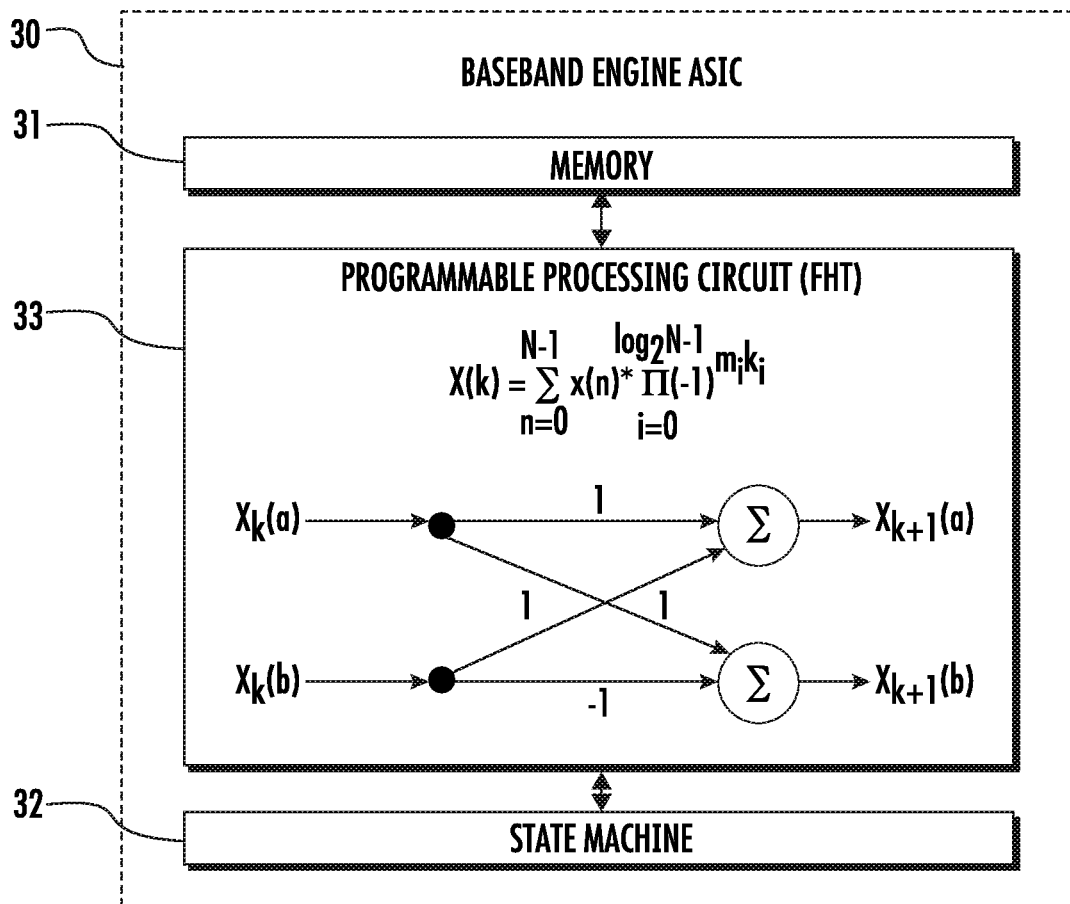 30
BASEBAND ENGINE ASIC
31
MEMORY
33
PROGRAMMABLE PROCESSING CIRCUIT (FHT)
N-1 log2N-1
X(k) = Σ x(n)* Π(-1)^miki
n=0 i=0
Xk(a) 1 Σ Xk+1(a)
1 1
Xk(b) -1 Σ Xk+1(b)
32
STATE MACHINE